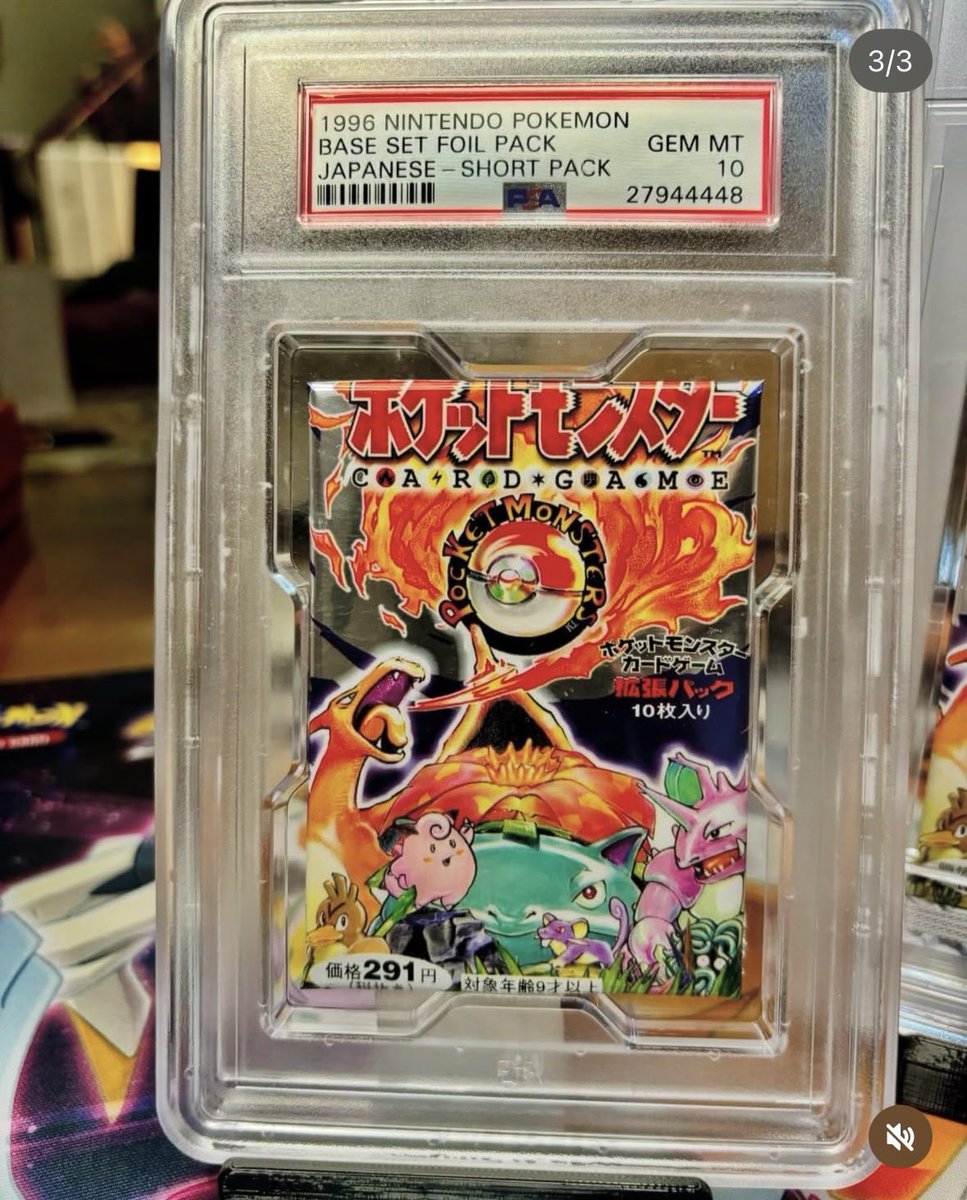 3/3
1996 NINTENDO POKEMON
BASE SET FOIL PACK GEM MT
JAPANESE - SHORT PACK 10
PSA 27944448
ポケットモンスター™
CARD★GAME
POCKET MONSTERS™
ポケットモンスター
カードゲーム
拡張パック
10枚入り
価格291円
対象年齢9才以上